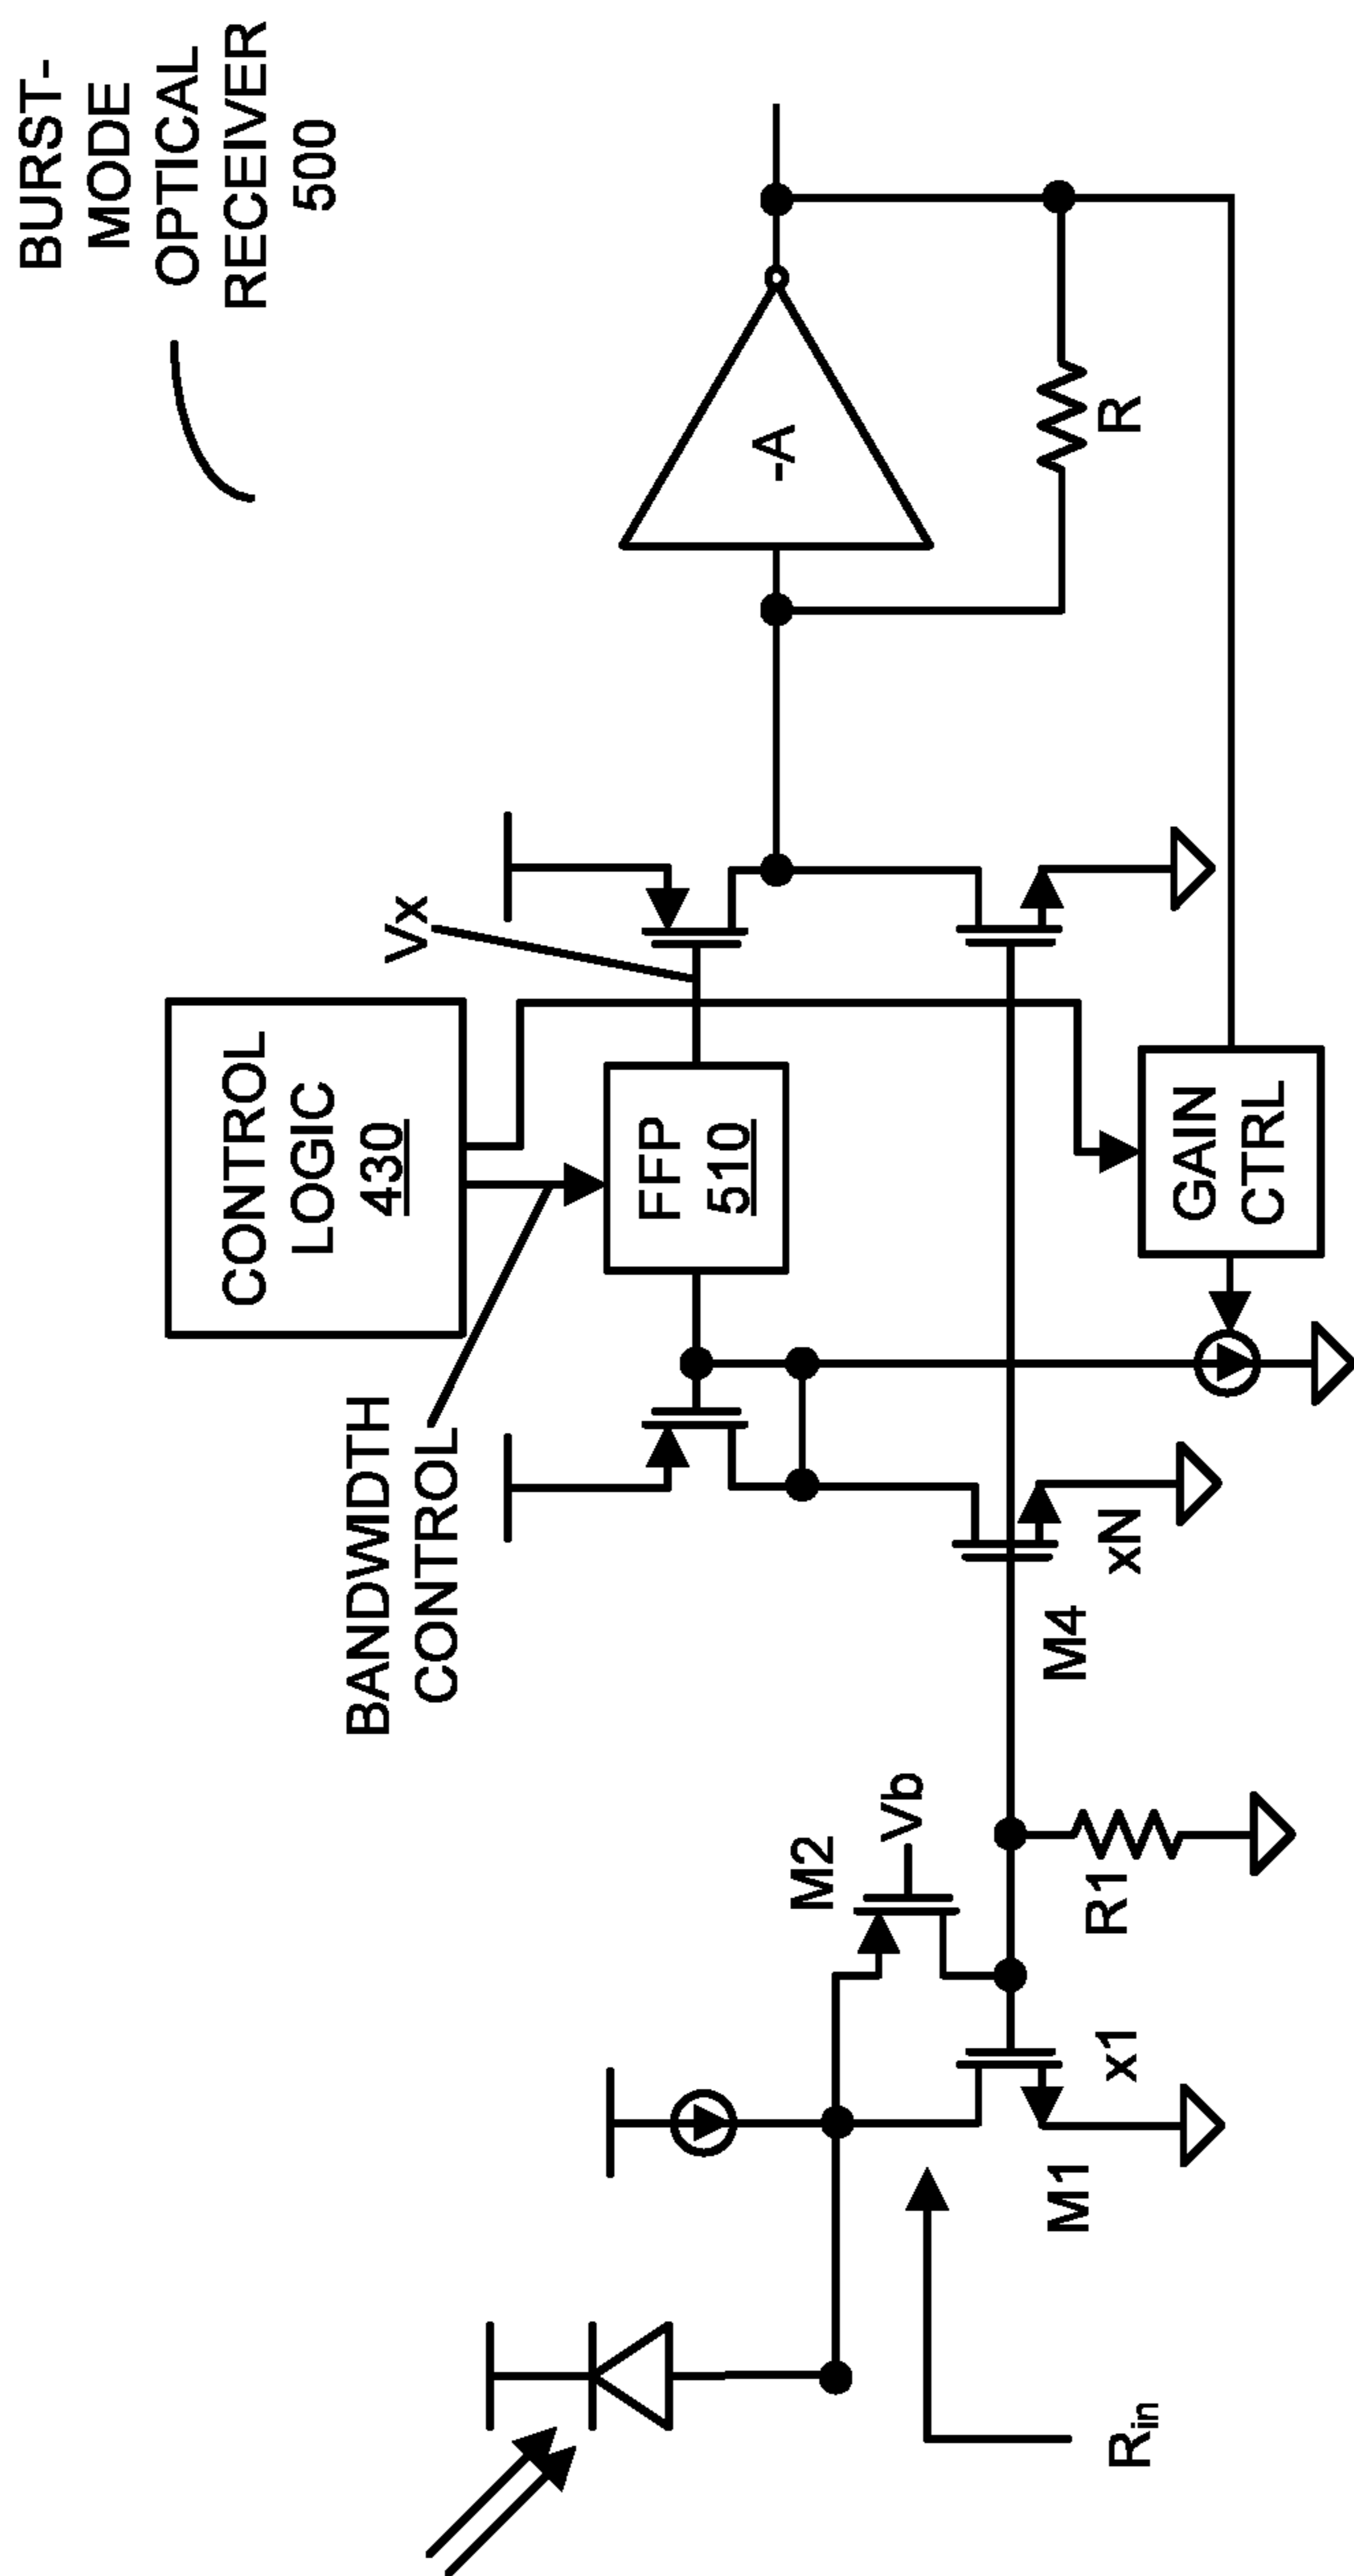 BURST-
MODE
OPTICAL
RECEIVER
500
CONTROL
LOGIC
430
BANDWIDTH
CONTROL
Vx
FFP
510
-A
R
M2
Vb
R1
M4
xN
GAIN
CTRL
M1
x1
Rin